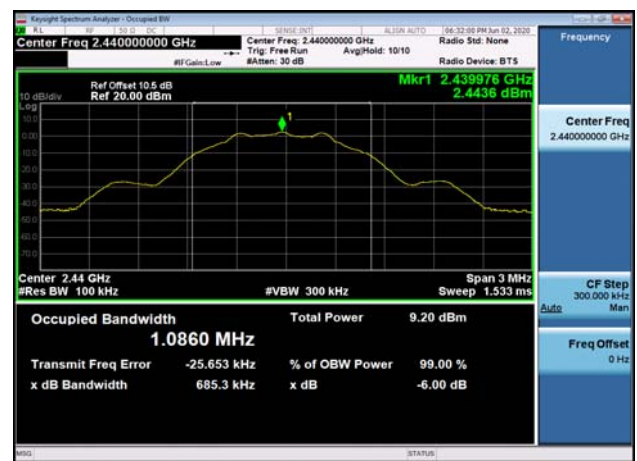 Keysight Spectrum Analyzer - Occupied BW
RL RF 50 Ω DC SENSE:INT ALIGN AUTO 06:32:00 PM Jun 02, 2020
Center Freq 2.440000000 GHz
Center Freq: 2.440000000 GHz
Radio Std: None
Trig: Free Run Avg|Hold: 10/10
#IFGain:Low
#Atten: 30 dB
Radio Device: BTS
Frequency
Ref Offset 10.5 dB
Mkr1 2.439976 GHz
10 dB/div Ref 20.00 dBm
2.4436 dBm
Log
10.0
0.00
1
Center Freq
2.440000000 GHz
Center 2.44 GHz
Span 3 MHz
#Res BW 100 kHz
#VBW 300 kHz
Sweep 1.533 ms
CF Step
300.000 kHz
Auto Man
Occupied Bandwidth
Total Power 9.20 dBm
1.0860 MHz
Freq Offset
0 Hz
Transmit Freq Error -25.653 kHz % of OBW Power 99.00 %
x dB Bandwidth 685.3 kHz x dB -6.00 dB
MSG
STATUS